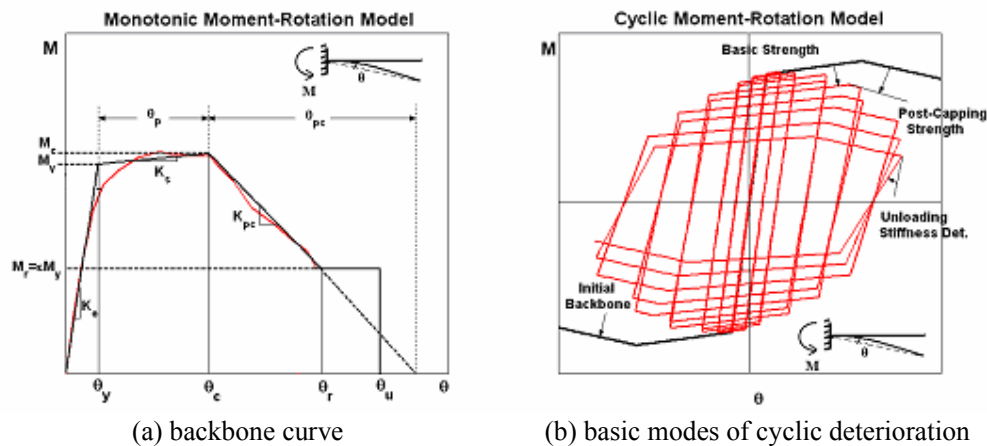 Monotonic Moment-Rotation Model
M
M
θ
θp
θpc
Mc
My
Ks
Kpc
Mr=κMy
Ke
θy
θc
θr
θu
θ
(a) backbone curve
Cyclic Moment-Rotation Model
M
Basic Strength
Post-Capping
Strength
Unloading
Stiffness Det.
Initial
Backbone
M
θ
θ
(b) basic modes of cyclic deterioration